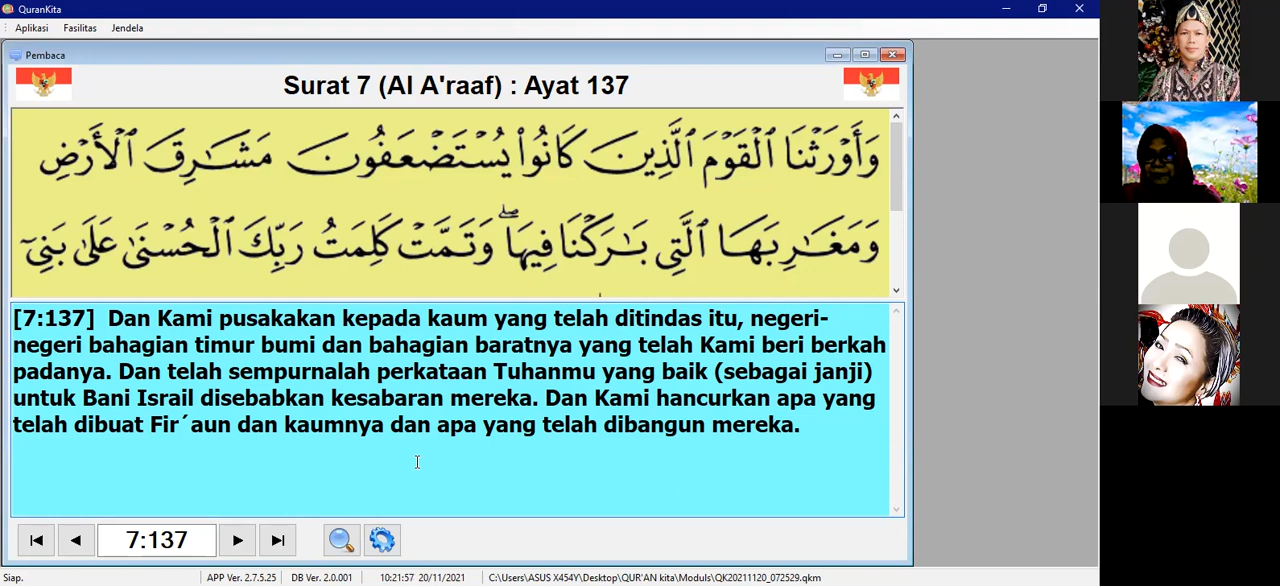 QuranKita
Aplikasi Fasilitas Jendela
Pembaca
Surat 7 (Al A'raaf) : Ayat 137
وَأَوْرَثْنَا ٱلْقَوْمَ ٱلَّذِينَ كَانُوا۟ يُسْتَضْعَفُونَ مَشَٰرِقَ ٱلْأَرْضِ
وَمَغَٰرِبَهَا ٱلَّتِى بَٰرَكْنَا فِيهَا ۖ وَتَمَّتْ كَلِمَتُ رَبِّكَ ٱلْحُسْنَىٰ عَلَىٰ بَنِىٓ
[7:137] Dan Kami pusakakan kepada kaum yang telah ditindas itu, negeri-
negeri bahagian timur bumi dan bahagian baratnya yang telah Kami beri berkah
padanya. Dan telah sempurnalah perkataan Tuhanmu yang baik (sebagai janji)
untuk Bani Israil disebabkan kesabaran mereka. Dan Kami hancurkan apa yang
telah dibuat Fir´aun dan kaumnya dan apa yang telah dibangun mereka.
7:137
Siap. APP Ver. 2.7.5.25 DB Ver. 2.0.001 10:21:57 20/11/2021 C:\Users\ASUS X454Y\Desktop\QUR'AN kita\Moduls\QK20211120_072529.qkm